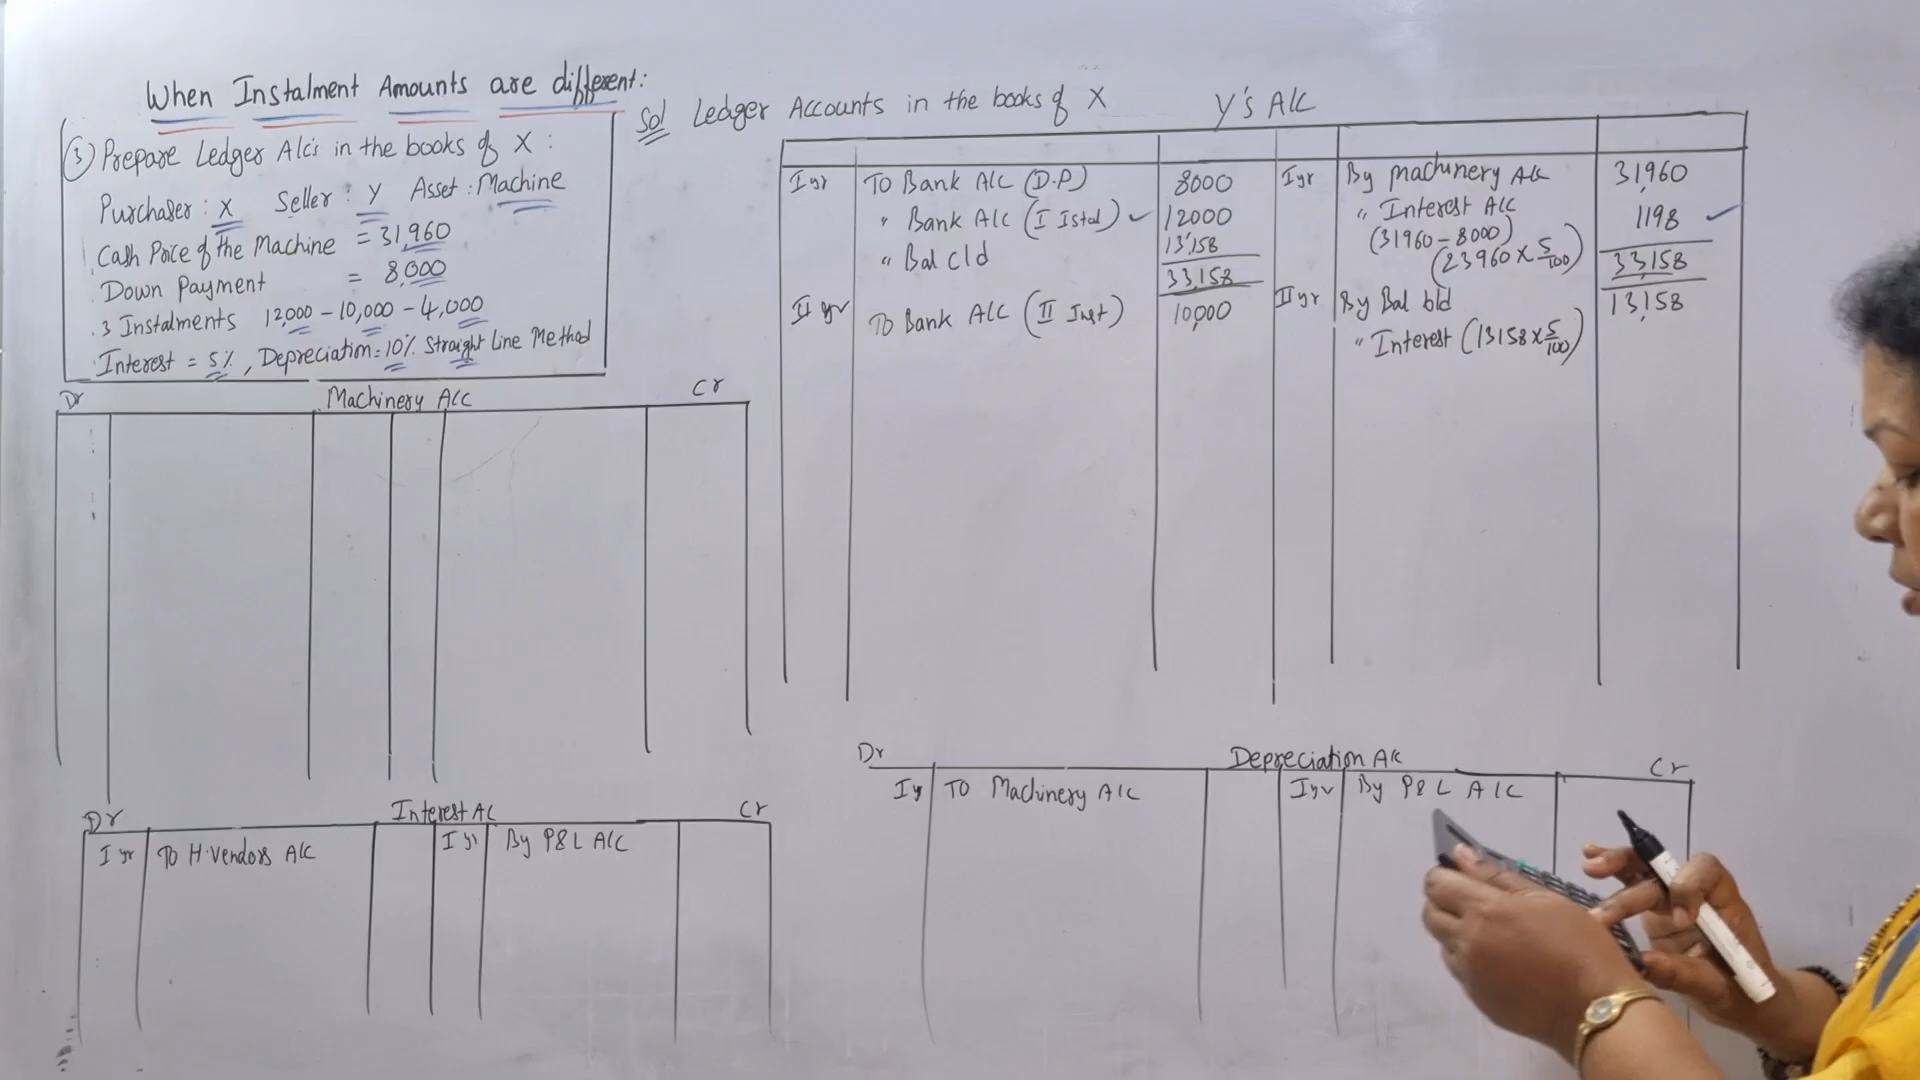 When Instalment Amounts are different:
③ Prepare Ledger A/c's in the books of X :
Purchaser : X Seller : Y Asset : Machine
Cash Price of the Machine = 31,960
Down Payment = 8,000
3 Instalments 12,000 - 10,000 - 4,000
Interest = 5%, Depreciation = 10% Straight Line Method
Sol Ledger Accounts in the books of X
Y's A/C
I yr To Bank A/C (D.P) 8000 I yr By machinery A/c 31,960
" Bank A/C (I Istal) ✓ 12000 " Interest A/C 1198 ✓
" Bal c/d 13,158 (31960 - 8000)
33,158 (23960 × 5/100) 33,158
II yr To Bank A/C (II Inst) 10,000 II yr By Bal b/d 13,158
" Interest (13158 × 5/100)
Dr Machinery A/C Cr
Dr Interest A/C Cr
I yr To H.Vendors A/C I yr By P&L A/C
Dr Depreciation A/c Cr
I y To Machinery A/C I yr By P&L A/C